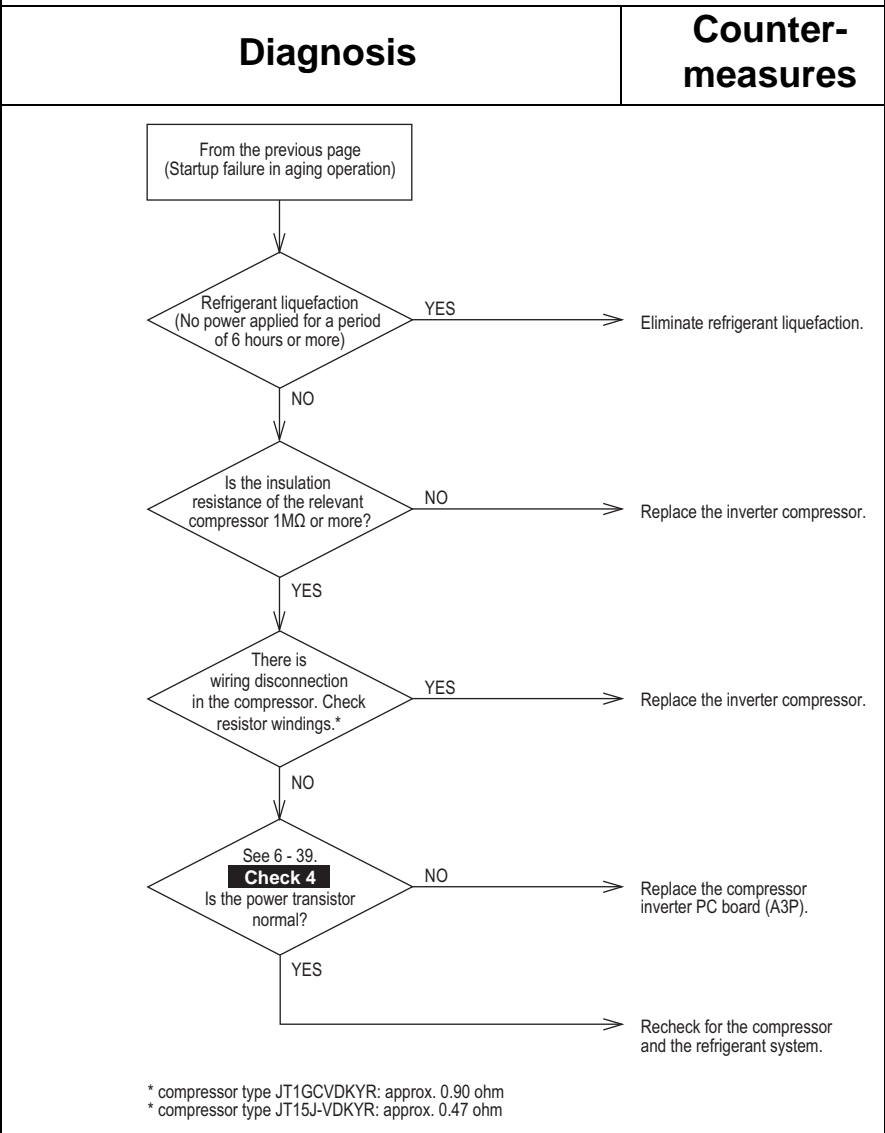 Diagnosis
Counter-
measures
From the previous page
(Startup failure in aging operation)
Refrigerant liquefaction
(No power applied for a period
of 6 hours or more)
YES
Eliminate refrigerant liquefaction.
NO
Is the insulation
resistance of the relevant
compressor 1MΩ or more?
NO
Replace the inverter compressor.
YES
There is
wiring disconnection
in the compressor. Check
resistor windings.*
YES
Replace the inverter compressor.
NO
See 6 - 39.
Check 4
Is the power transistor
normal?
NO
Replace the compressor
inverter PC board (A3P).
YES
Recheck for the compressor
and the refrigerant system.
* compressor type JT1GCVDKYR: approx. 0.90 ohm
* compressor type JT15J-VDKYR: approx. 0.47 ohm